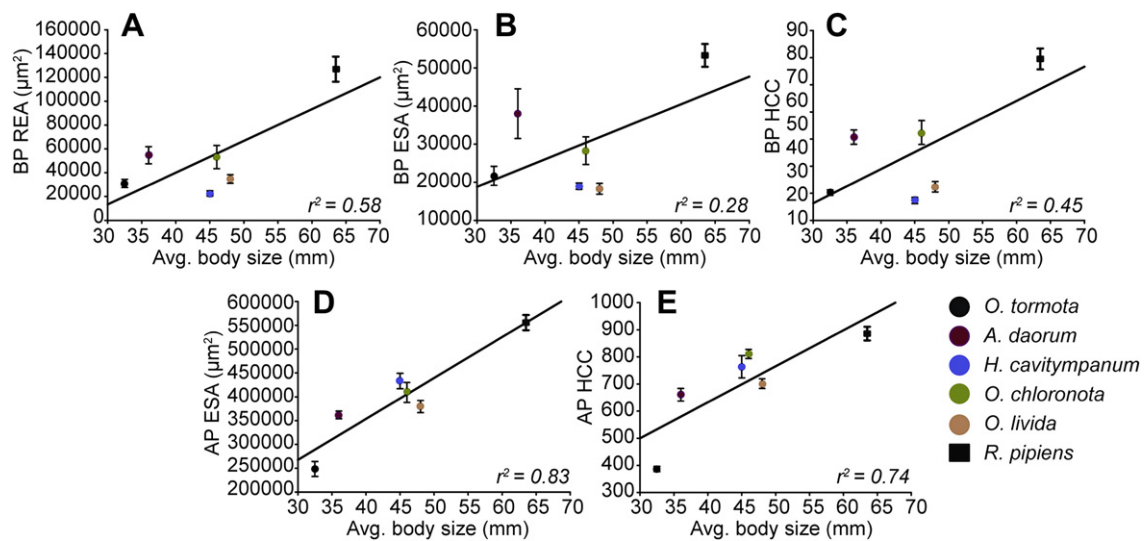 A
BP REA (µm²)
160000
140000
120000
100000
80000
60000
40000
20000
0
30 35 40 45 50 55 60 65 70
Avg. body size (mm)
r² = 0.58
B
BP ESA (µm²)
60000
50000
40000
30000
20000
10000
30 35 40 45 50 55 60 65 70
Avg. body size (mm)
r² = 0.28
C
BP HCC
90
80
70
60
50
40
30
20
10
30 35 40 45 50 55 60 65 70
Avg. body size (mm)
r² = 0.45
D
AP ESA (µm²)
600000
550000
500000
450000
400000
350000
300000
250000
200000
30 35 40 45 50 55 60 65 70
Avg. body size (mm)
r² = 0.83
E
AP HCC
1000
900
800
700
600
500
400
300
30 35 40 45 50 55 60 65 70
Avg. body size (mm)
r² = 0.74
O. tormota
A. daorum
H. cavitympanum
O. chloronota
O. livida
R. pipiens